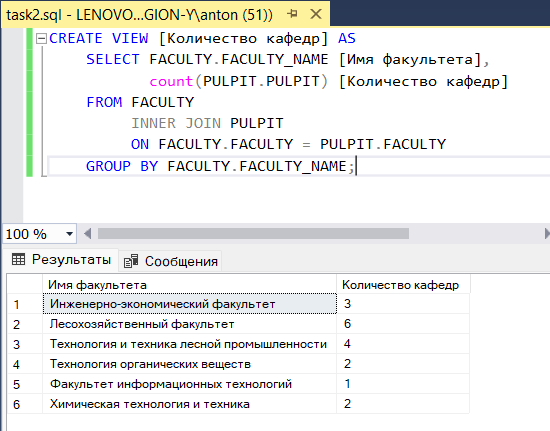 task2.sql - LENOVO...GION-Y\anton (51))
CREATE VIEW [Количество кафедр] AS
SELECT FACULTY.FACULTY_NAME [Имя факультета],
count(PULPIT.PULPIT) [Количество кафедр]
FROM FACULTY
INNER JOIN PULPIT
ON FACULTY.FACULTY = PULPIT.FACULTY
GROUP BY FACULTY.FACULTY_NAME;
100 %
Результаты Сообщения
Имя факультета Количество кафедр
1 Инженерно-экономический факультет 3
2 Лесохозяйственный факультет 6
3 Технология и техника лесной промышленности 4
4 Технология органических веществ 2
5 Факультет информационных технологий 1
6 Химическая технология и техника 2